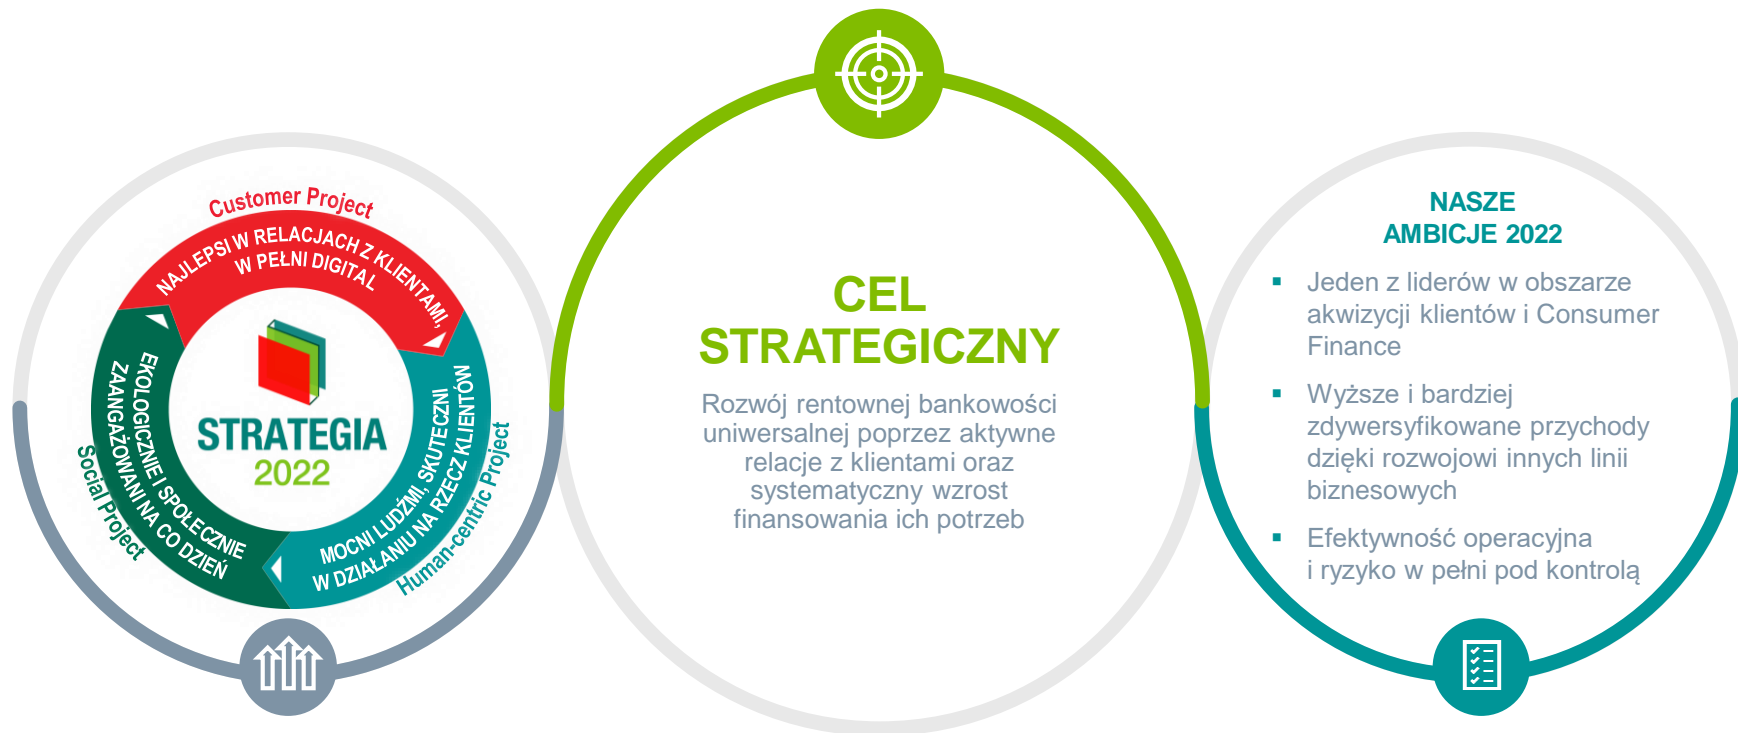 Customer Project
NAJLEPSI W RELACJACH Z KLIENTAMI,
W PEŁNI DIGITAL
EKOLOGICZNIE I SPOŁECZNIE
ZAANGAŻOWANI NA CO DZIEŃ
Social Project
STRATEGIA
2022
MOCNI LUDŹMI, SKUTECZNI
W DZIAŁANIU NA RZECZ KLIENTÓW
Human-centric Project
CEL
STRATEGICZNY
Rozwój rentownej bankowości
uniwersalnej poprzez aktywne
relacje z klientami oraz
systematyczny wzrost
finansowania ich potrzeb
NASZE
AMBICJE 2022
▪ Jeden z liderów w obszarze
akwizycji klientów i Consumer
Finance
▪ Wyższe i bardziej
zdywersyfikowane przychody
dzięki rozwojowi innych linii
biznesowych
▪ Efektywność operacyjna
i ryzyko w pełni pod kontrolą